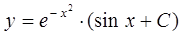 y = e^{-x^2} · (sin x + C)